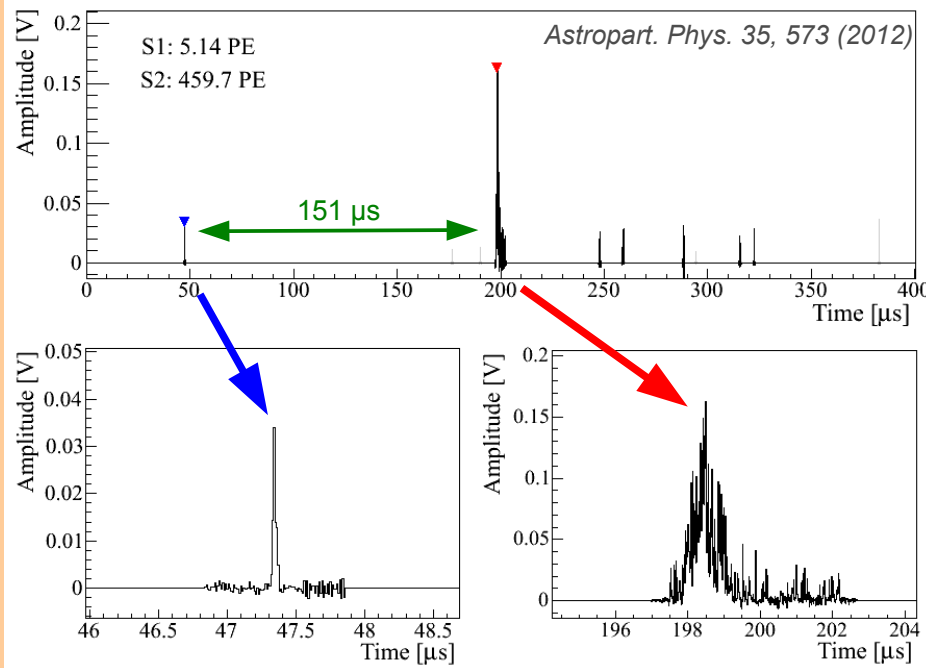 Astropart. Phys. 35, 573 (2012)
S1: 5.14 PE
S2: 459.7 PE
Amplitude [V]
0.2
0.15
0.1
0.05
0
151 µs
0 50 100 150 200 250 300 350 400
Time [µs]
Amplitude [V]
0.05
0.04
0.03
0.02
0.01
0
46 46.5 47 47.5 48 48.5
Time [µs]
Amplitude [V]
0.2
0.15
0.1
0.05
0
196 198 200 202 204
Time [µs]